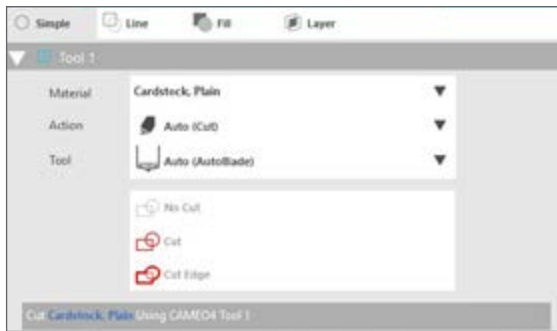 Simple Line Fill Layer
Tool 1
Material Cardstock, Plain
Action Auto (Cut)
Tool Auto (AutoBlade)
No Cut
Cut
Cut Edge
Cut Cardstock, Plain Using CAMEO4 Tool 1